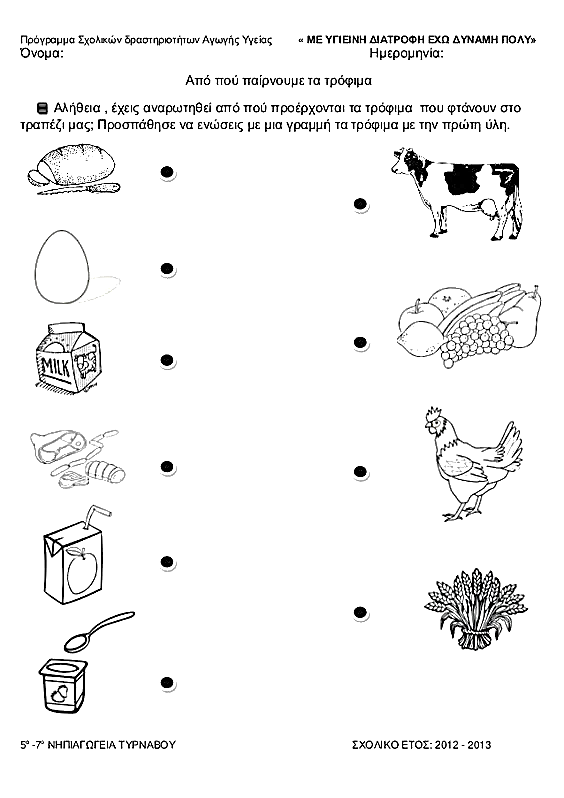 Πρόγραμμα Σχολικών δραστηριοτήτων Αγωγής Υγείας « ΜΕ ΥΓΙΕΙΝΗ ΔΙΑΤΡΟΦΗ ΕΧΩ ΔΥΝΑΜΗ ΠΟΛΥ»
Όνομα: Ημερομηνία:
Από πού παίρνουμε τα τρόφιμα
Αλήθεια , έχεις αναρωτηθεί από πού προέρχονται τα τρόφιμα που φτάνουν στο
τραπέζι μας; Προσπάθησε να ενώσεις με μια γραμμή τα τρόφιμα με την πρώτη ύλη.
MILK
5º -7º ΝΗΠΙΑΓΩΓΕΙΑ ΤΥΡΝΑΒΟΥ ΣΧΟΛΙΚΟ ΕΤΟΣ: 2012 - 2013